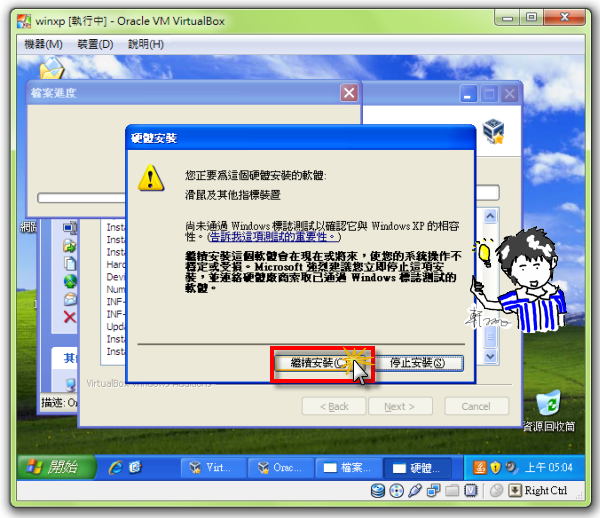 winxp [執行中] - Oracle VM VirtualBox
機器(M) 裝置(D) 說明(H)
檔案進度
硬體安裝
您正要為這個硬體安裝的軟體:
滑鼠及其他指標裝置
尚未通過 Windows 標誌測試以確認它與 Windows XP 的相容
性。(告訴我這項測試的重要性。)
繼續安裝這個軟體會在現在或將來，使您的系統操作不
穩定或受損。Microsoft 強烈建議您立即停止這項安
裝，並連絡硬體廠商索取已通過 Windows 標誌測試的
軟體。
繼續安裝(C)
停止安裝(S)
Inst
Inst
Inst
Hard
Devi
Num
INF-
INF-
Upda
Inst
Inst
其
描述: O
VirtualBox Windows Additions
< Back
Next >
Cancel
資源回收筒
開始
Virt...
Orac...
檔案...
硬體...
上午 05:04
Right Ctrl